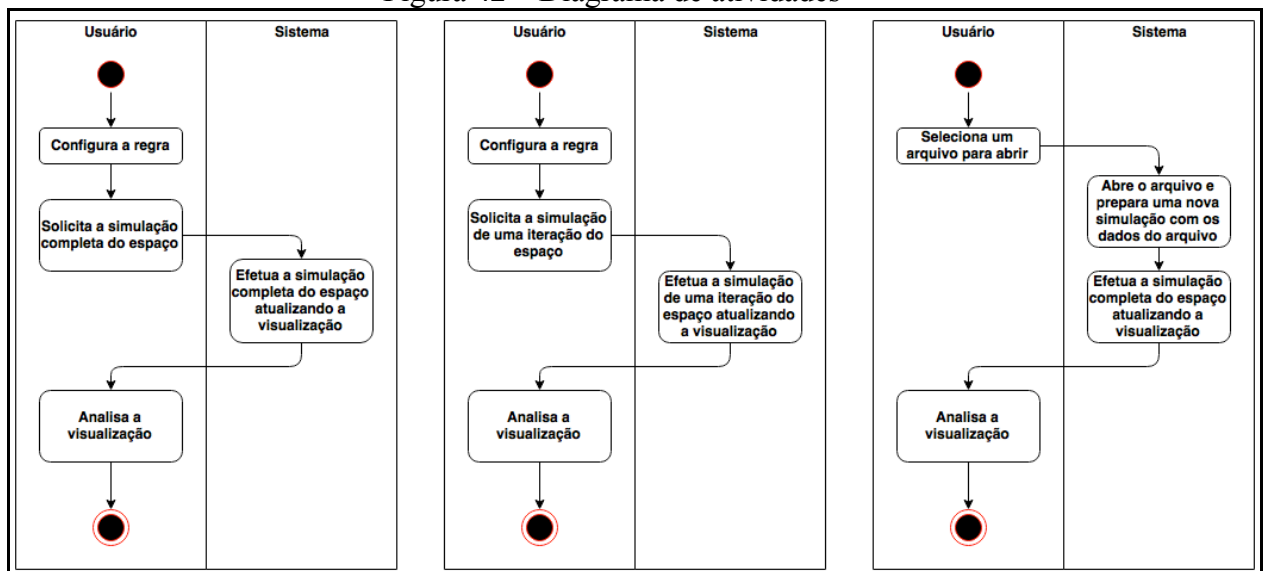 Figura 42 – Diagrama de atividades
Usuário
Sistema
Configura a regra
Solicita a simulação
completa do espaço
Efetua a simulação
completa do espaço
atualizando a
visualização
Analisa a
visualização
Usuário
Sistema
Configura a regra
Solicita a simulação
de uma iteração do
espaço
Efetua a simulação
de uma iteração do
espaço atualizando
a visualização
Analisa a
visualização
Usuário
Sistema
Seleciona um
arquivo para abrir
Abre o arquivo e
prepara uma nova
simulação com os
dados do arquivo
Efetua a simulação
completa do espaço
atualizando a
visualização
Analisa a
visualização